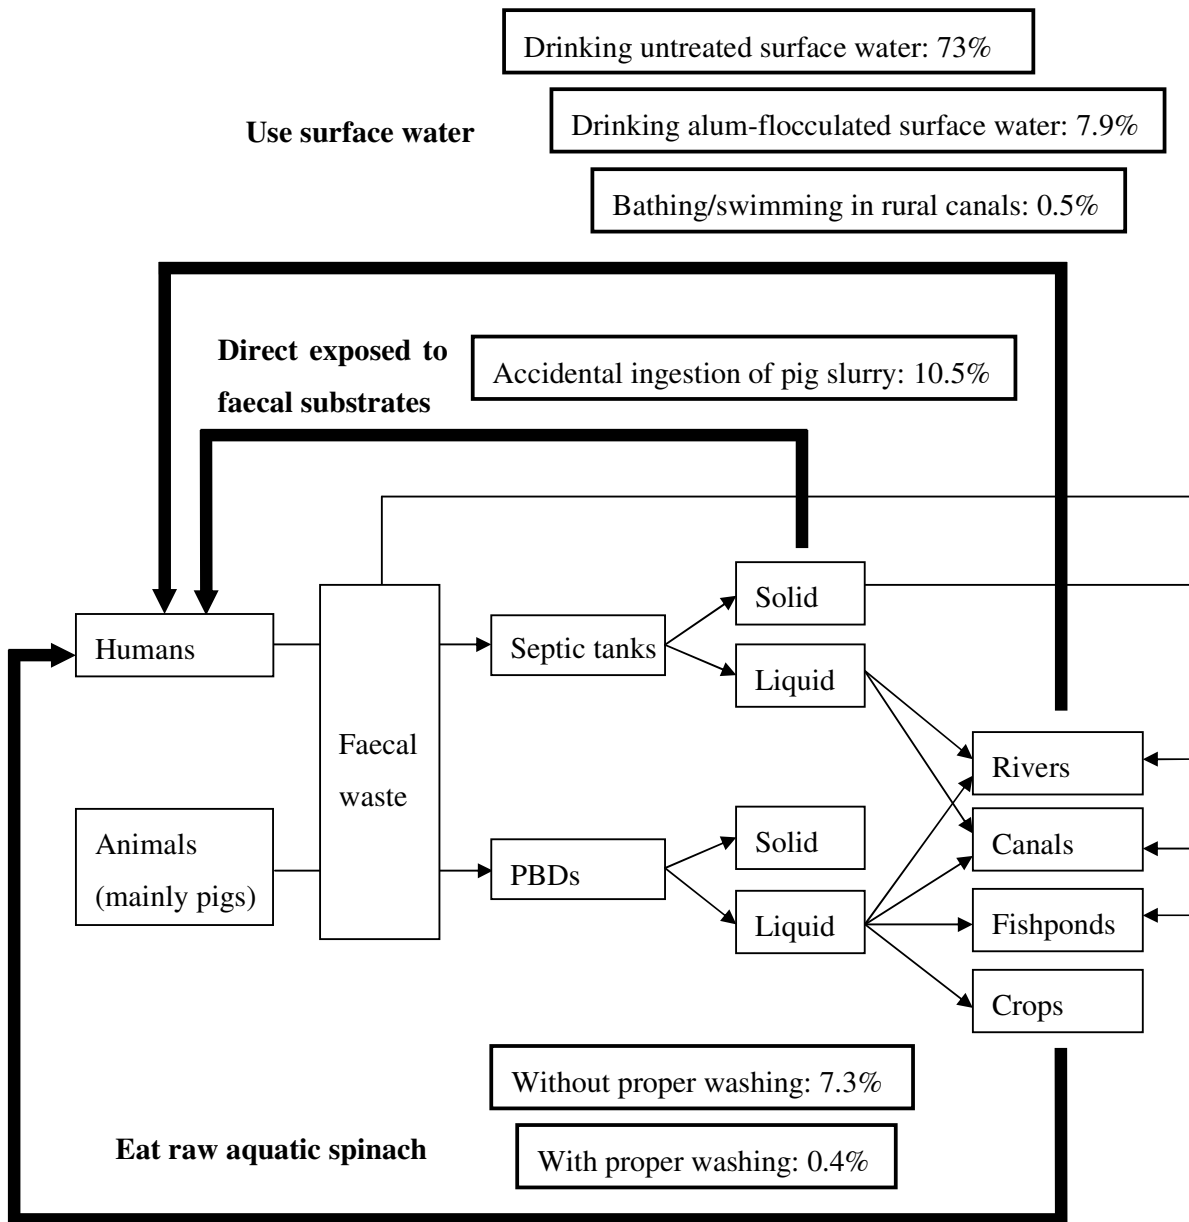 Drinking untreated surface water: 73%
Use surface water
Drinking alum-flocculated surface water: 7.9%
Bathing/swimming in rural canals: 0.5%
Direct exposed to
faecal substrates
Accidental ingestion of pig slurry: 10.5%
Humans
Animals
(mainly pigs)
Faecal
waste
Septic tanks
PBDs
Solid
Liquid
Solid
Liquid
Rivers
Canals
Fishponds
Crops
Without proper washing: 7.3%
Eat raw aquatic spinach
With proper washing: 0.4%